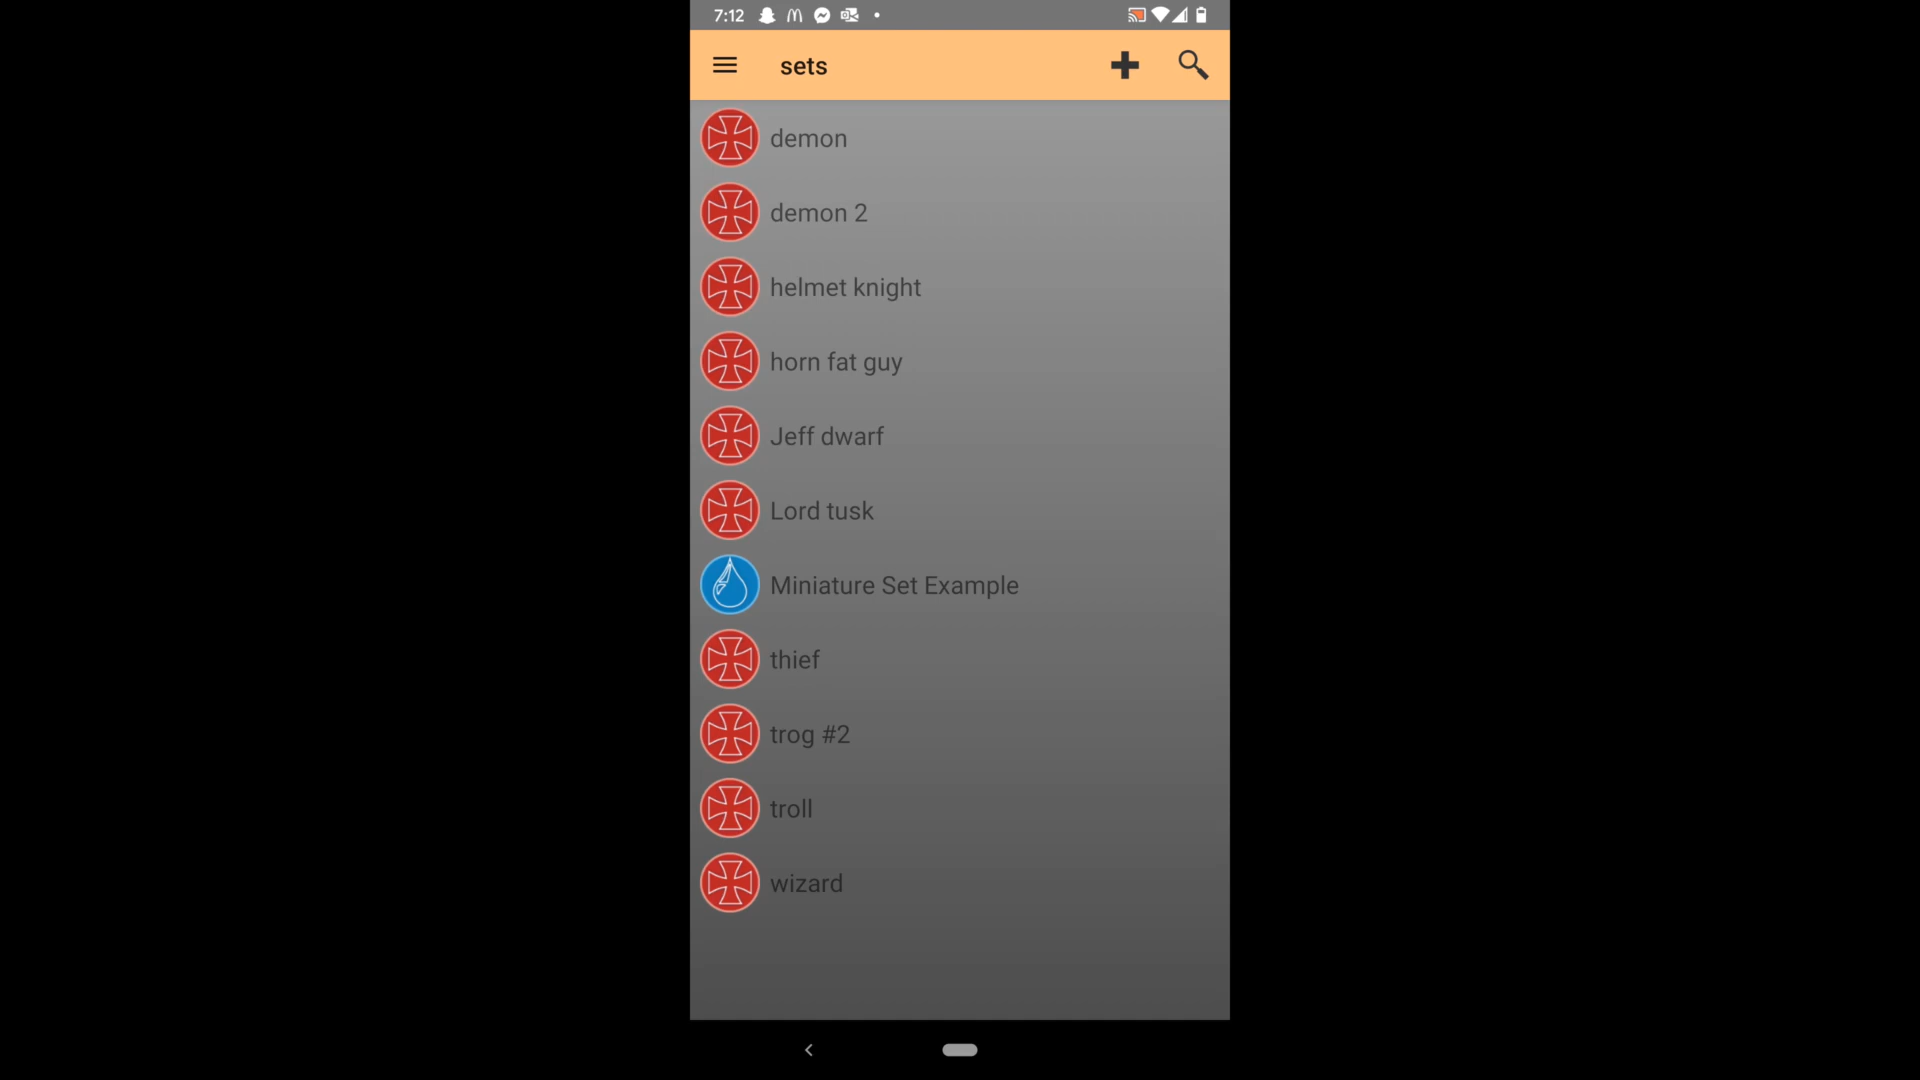 7:12
sets
demon
demon 2
helmet knight
horn fat guy
Jeff dwarf
Lord tusk
Miniature Set Example
thief
trog #2
troll
wizard